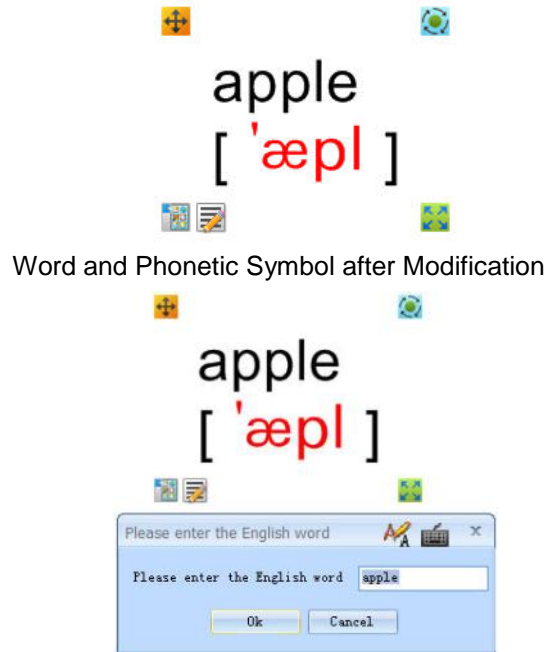 apple
[ 'æpl ]
Word and Phonetic Symbol after Modification
apple
[ 'æpl ]
Please enter the English word
Please enter the English word apple
Ok Cancel